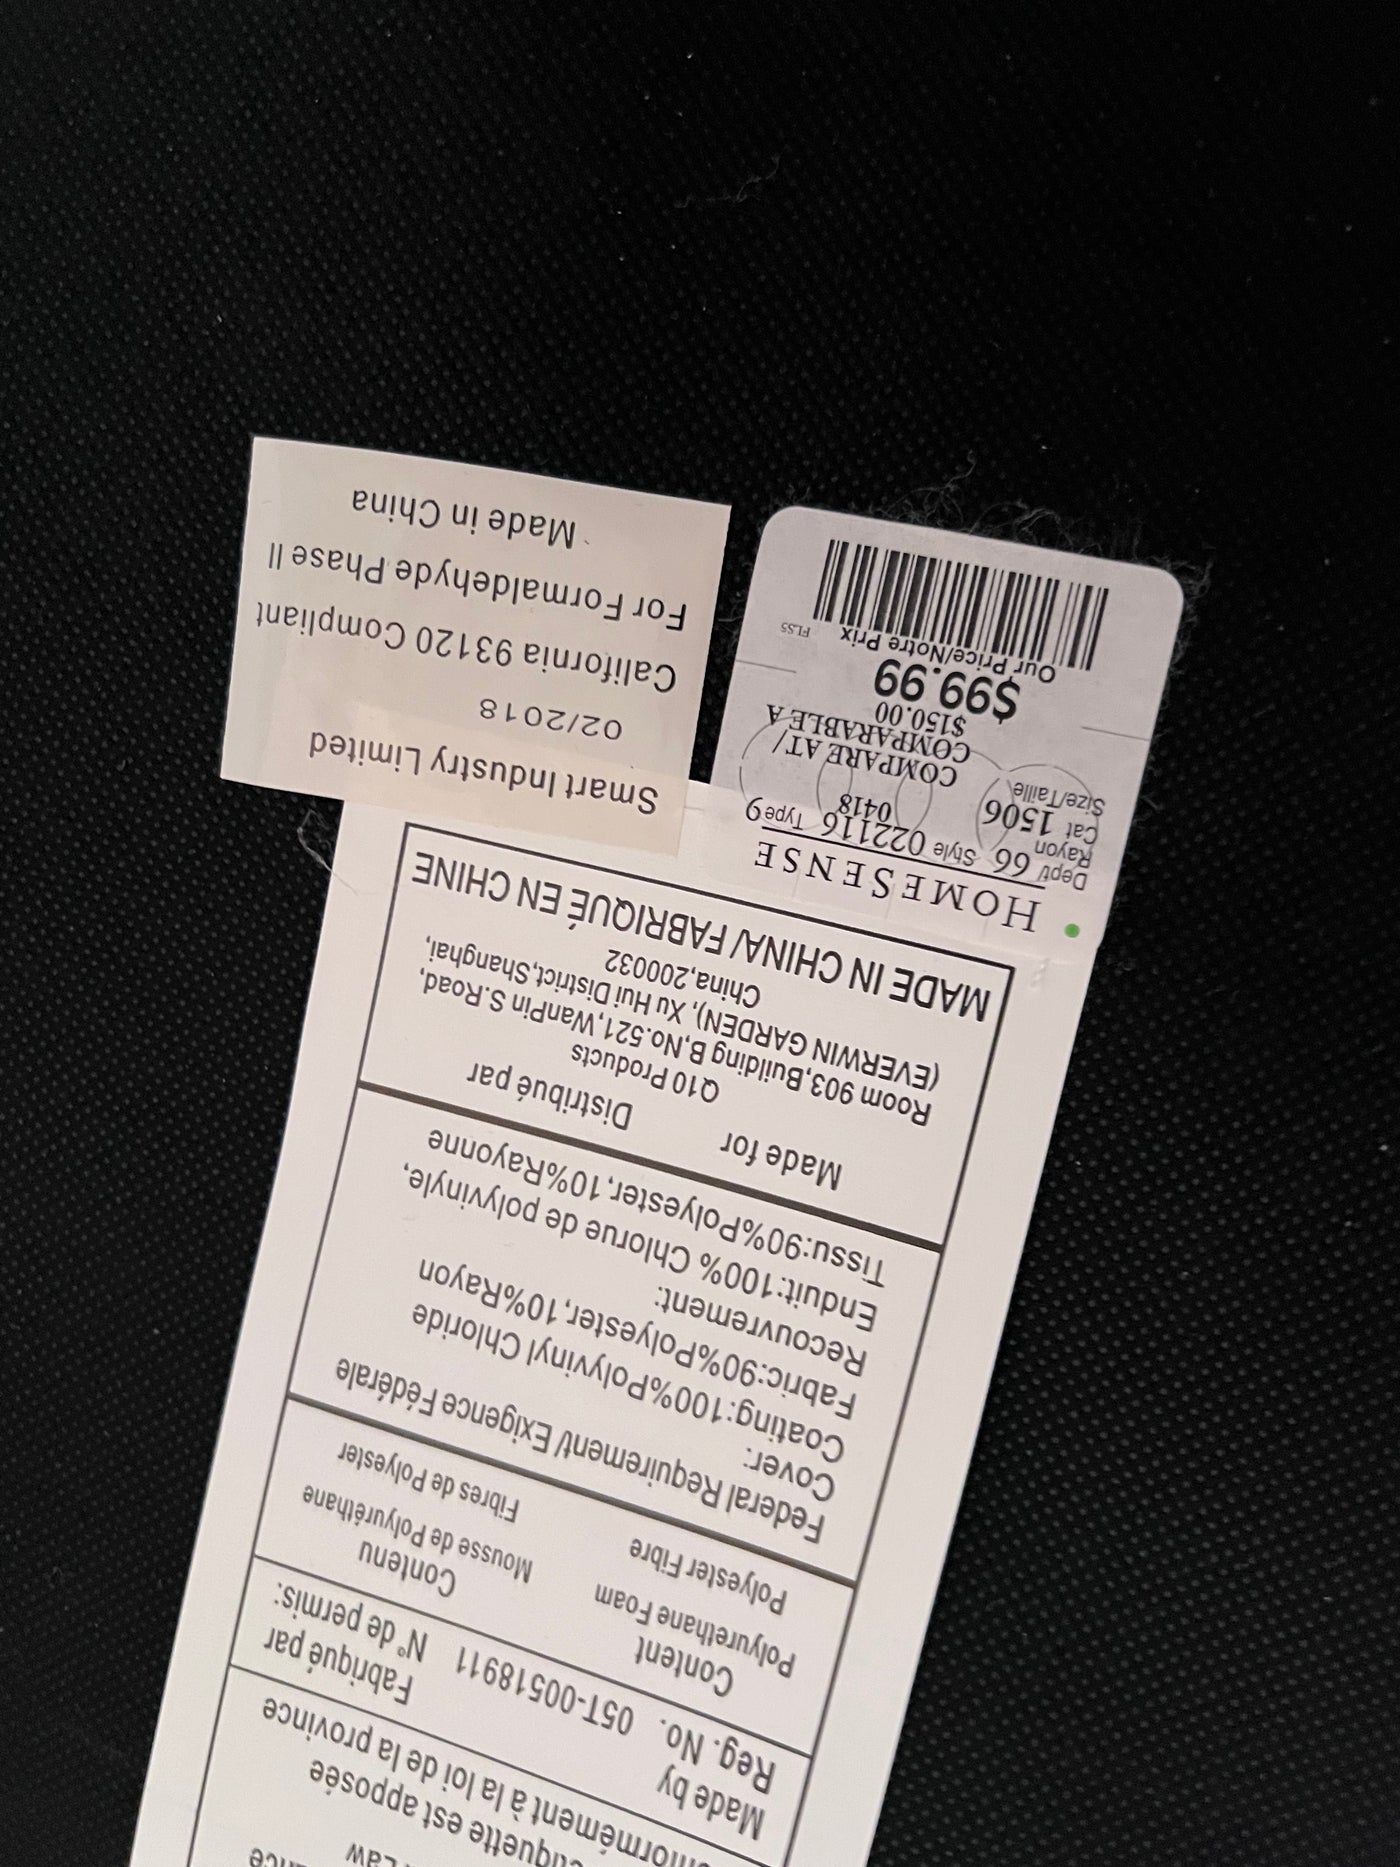 Law
est apposée
à la loi de la province
Made by Fabriqué par
Reg. No. 05T-00518911 N° de permis:
Content Contenu
Polyurethane Foam Mousse de Polyuréthane
Polyester Fibre Fibres de Polyester
Federal Requirement/ Exigence Fédérale
Cover:
Coating:100%Polyvinyl Chloride
Fabric:90%Polyester,10%Rayon
Recouvrement:
Enduit:100% Chlorue de polyvinyle,
Tissu:90%Polyester,10%Rayonne
Made for Distribué par
Q10 Products
Room 903,Building B,No.521,WanPin S.Road,
(EVERWIN GARDEN), Xu Hui District,Shanghai,
China,200032
MADE IN CHINA/ FABRIQUÉ EN CHINE
HOMESENSE
Dept/ Rayon 66 Style 022116 Type 9
Cat 1506 0418
Size/Taille
COMPARE AT/
COMPARABLE A
$150.00
$99.99
Our Price/Notre Prix
FLS5
Smart Industry Limited
02/2018
California 93120 Compliant
For Formaldehyde Phase II
Made in China